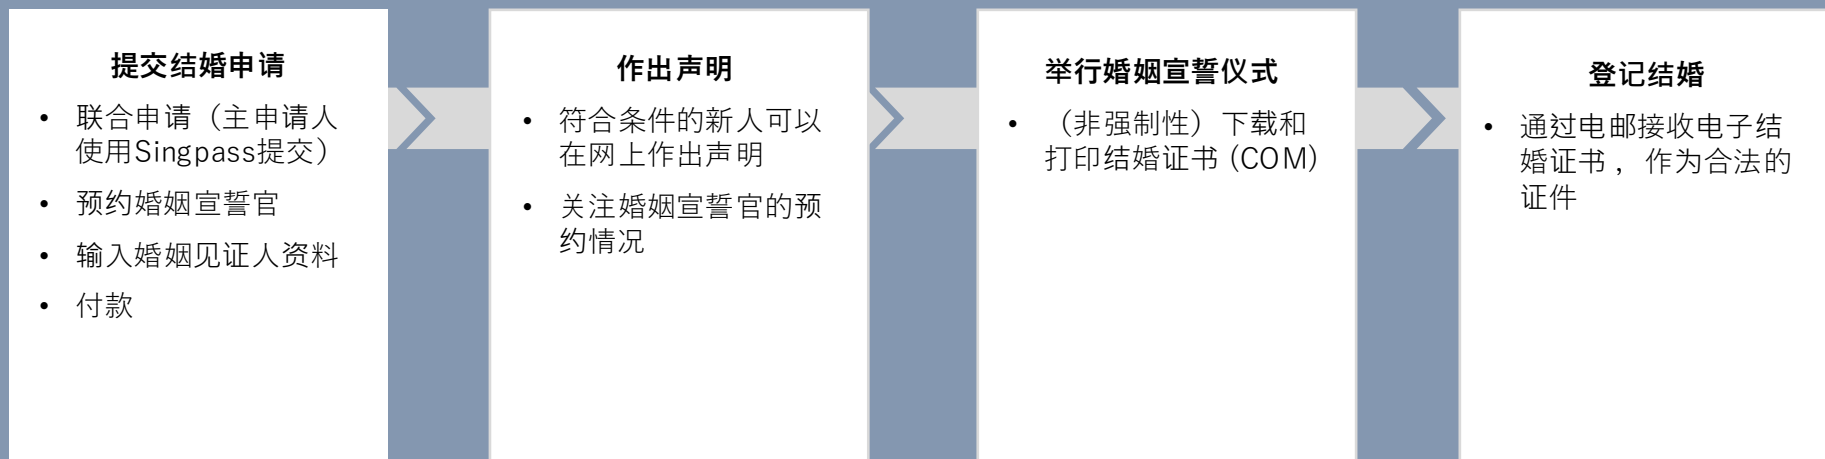 提交结婚申请
• 联合申请（主申请人
使用Singpass提交）
• 预约婚姻宣誓官
• 输入婚姻见证人资料
• 付款
作出声明
• 符合条件的新人可以
在网上作出声明
• 关注婚姻宣誓官的预
约情况
举行婚姻宣誓仪式
• （非强制性）下载和
打印结婚证书 (COM)
登记结婚
• 通过电邮接收电子结
婚证书，作为合法的
证件